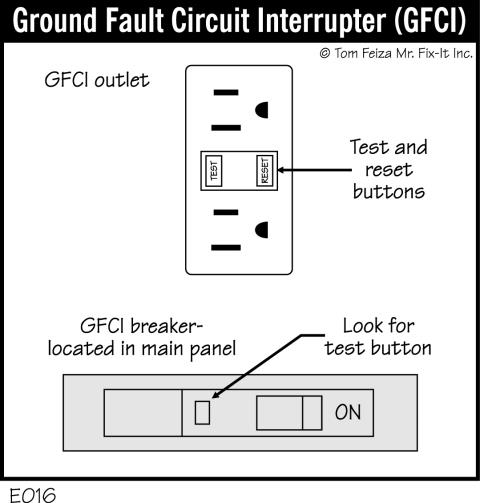 Ground Fault Circuit Interrupter (GFCI)
© Tom Feiza Mr. Fix-It Inc.
GFCI outlet
TEST
RESET
Test and
reset
buttons
GFCI breaker-
located in main panel
Look for
test button
ON
E016